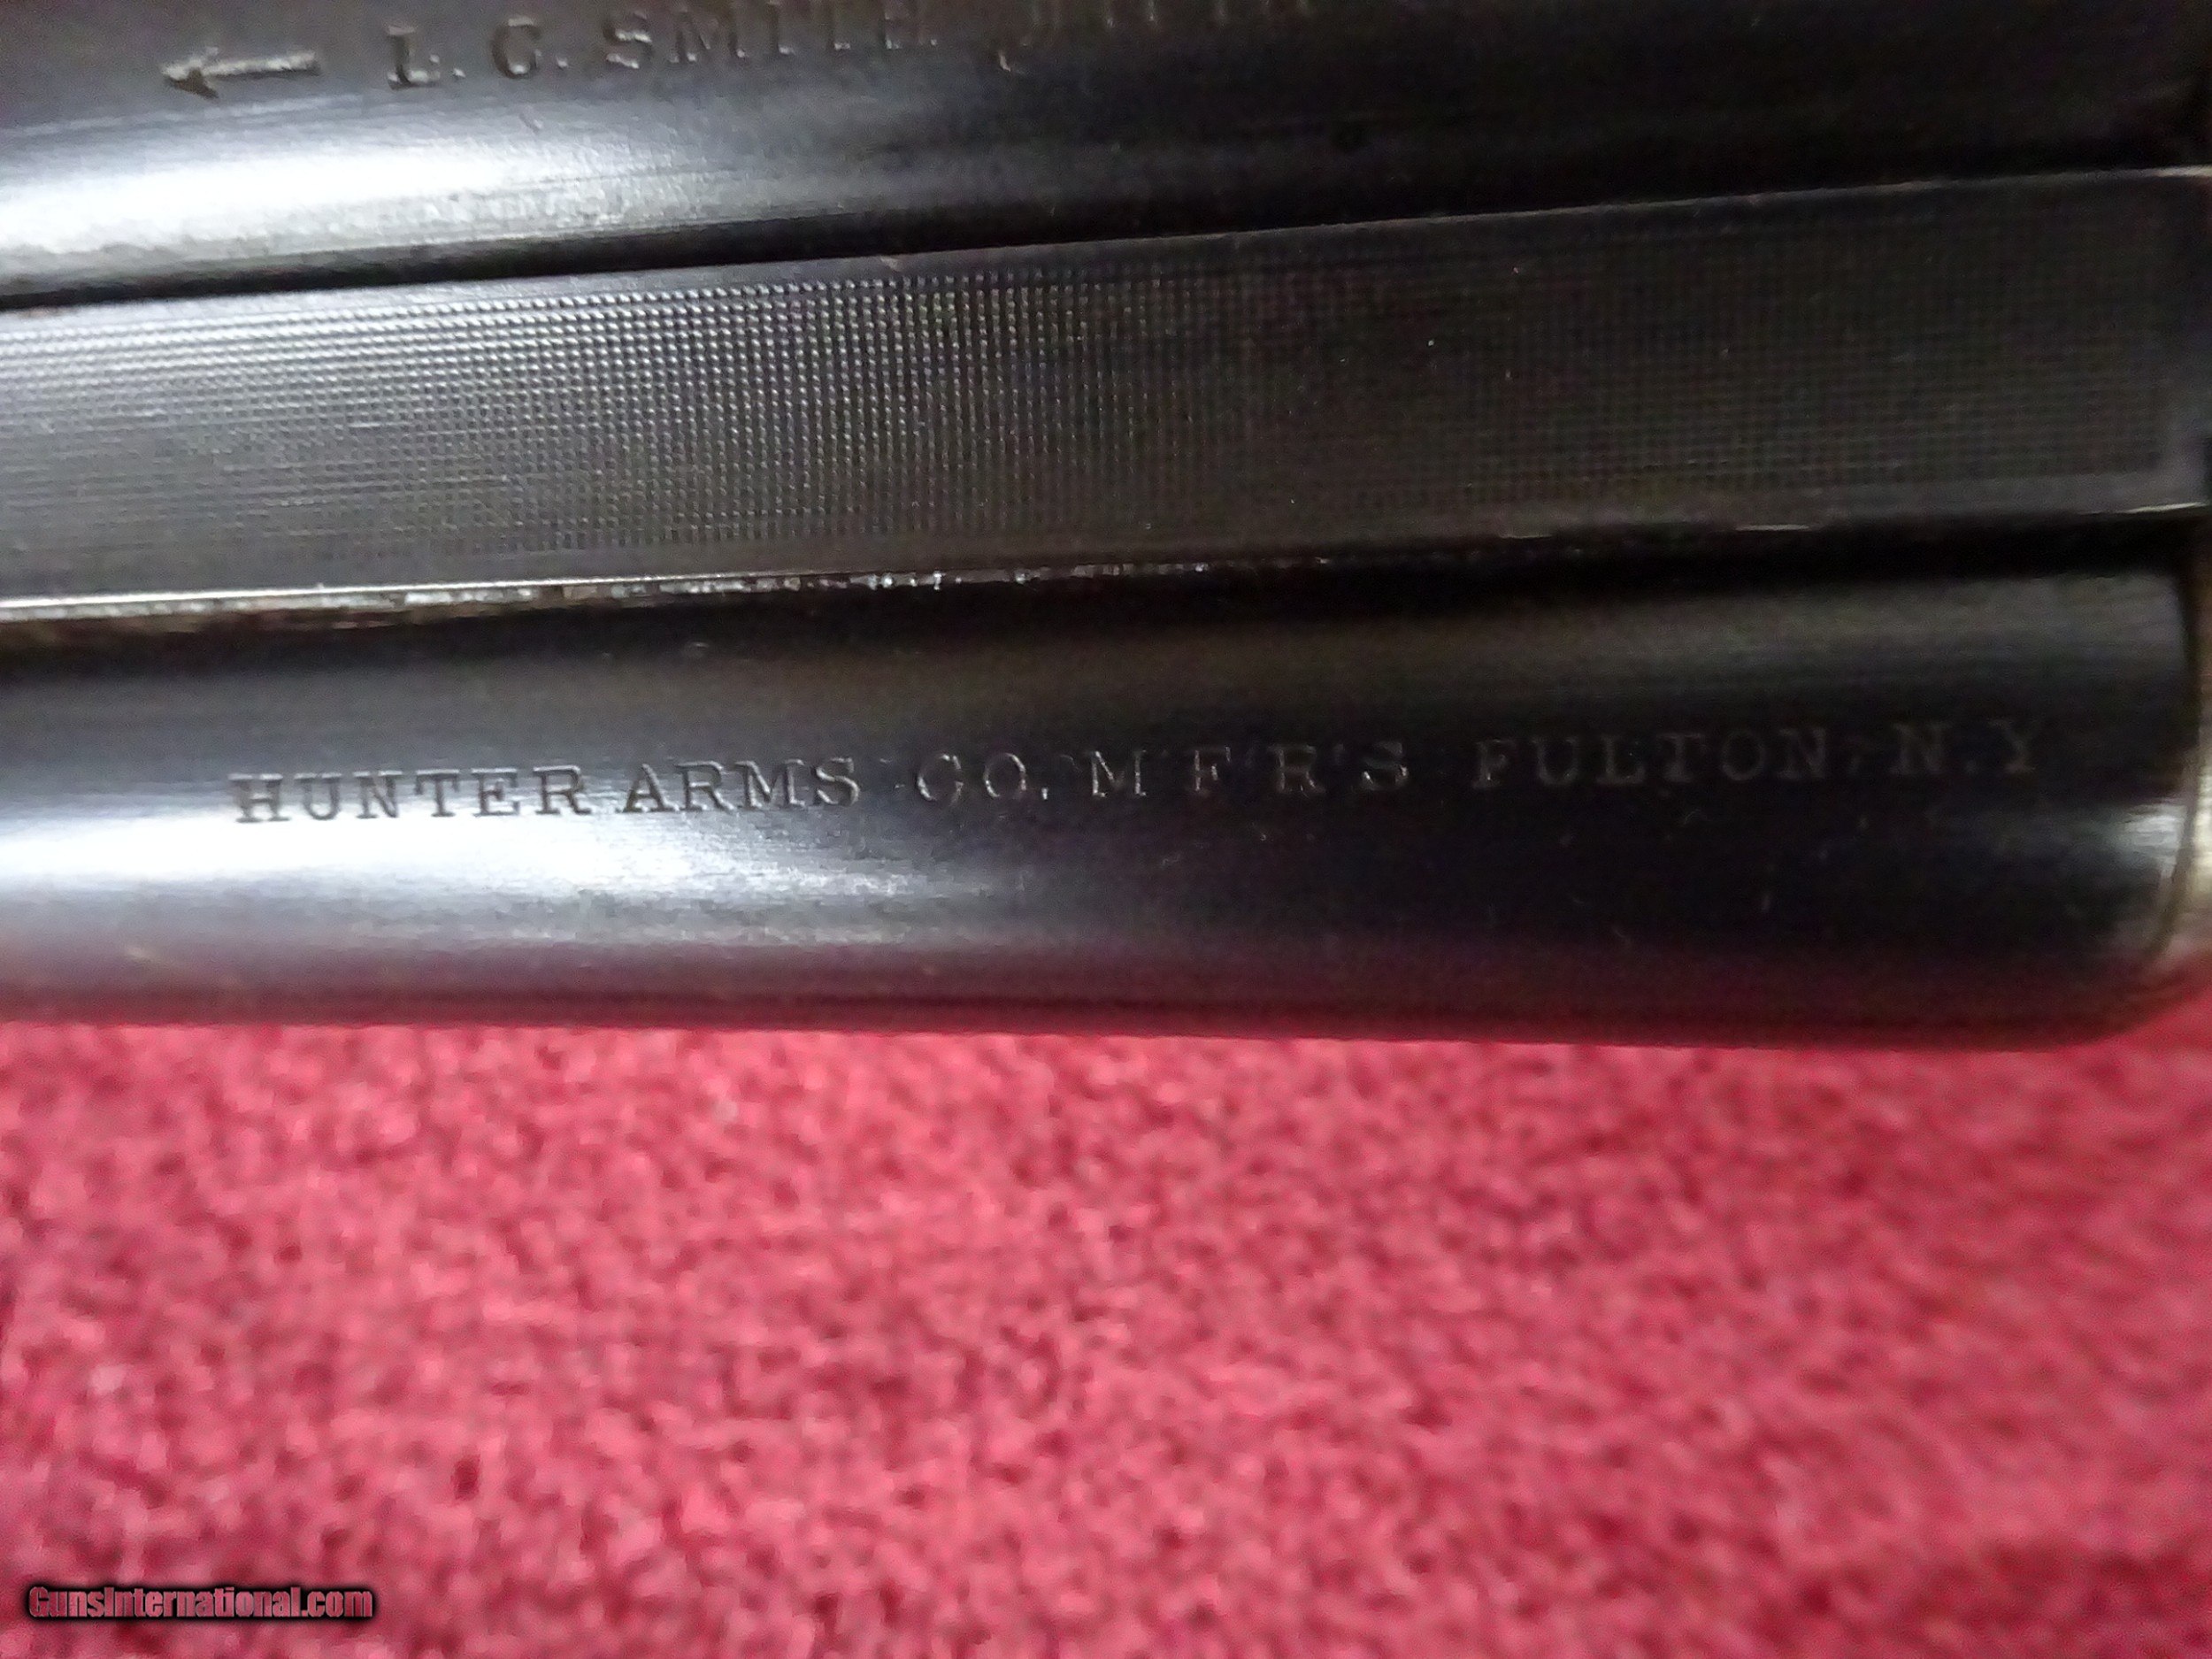 ← L. C. SMITH
HUNTER ARMS CO. M'F'R'S FULTON, N.Y
GunsInternational.com